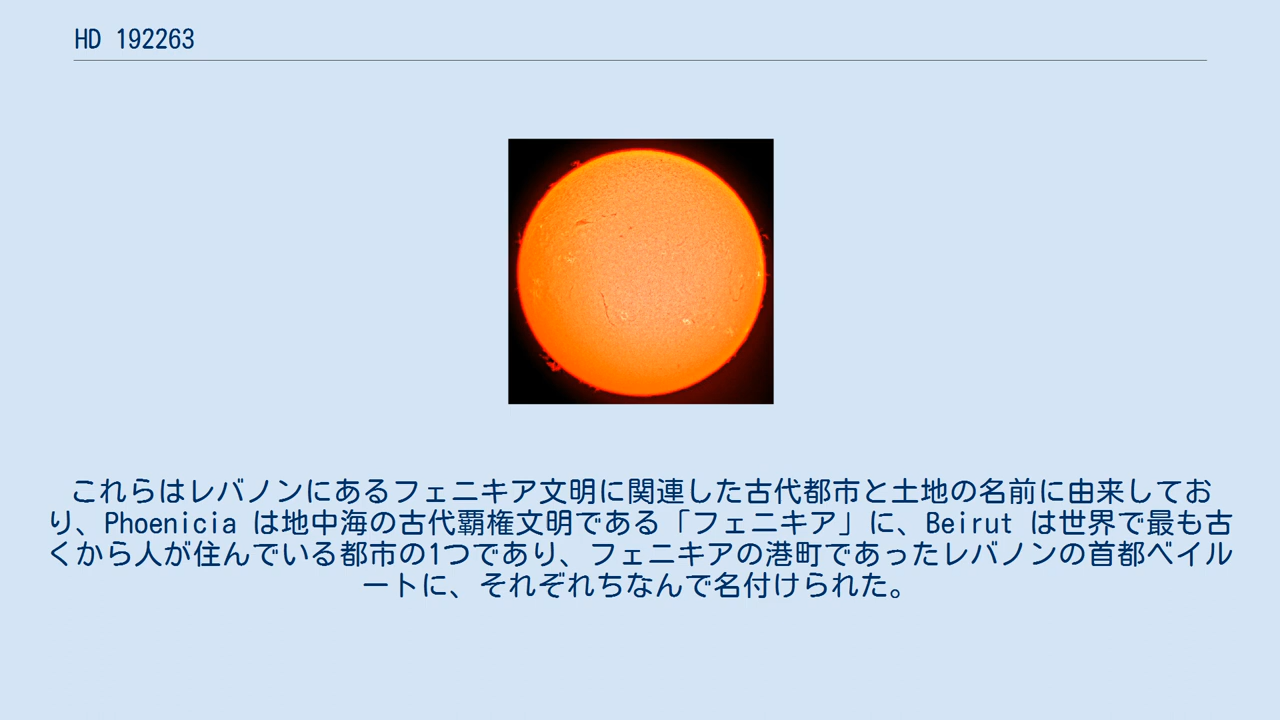 HD 192263
これらはレバノンにあるフェニキア文明に関連した古代都市と土地の名前に由来してお
り、Phoenicia は地中海の古代覇権文明である「フェニキア」に、Beirut は世界で最も古
くから人が住んでいる都市の1つであり、フェニキアの港町であったレバノンの首都ベイル
ートに、それぞれちなんで名付けられた。